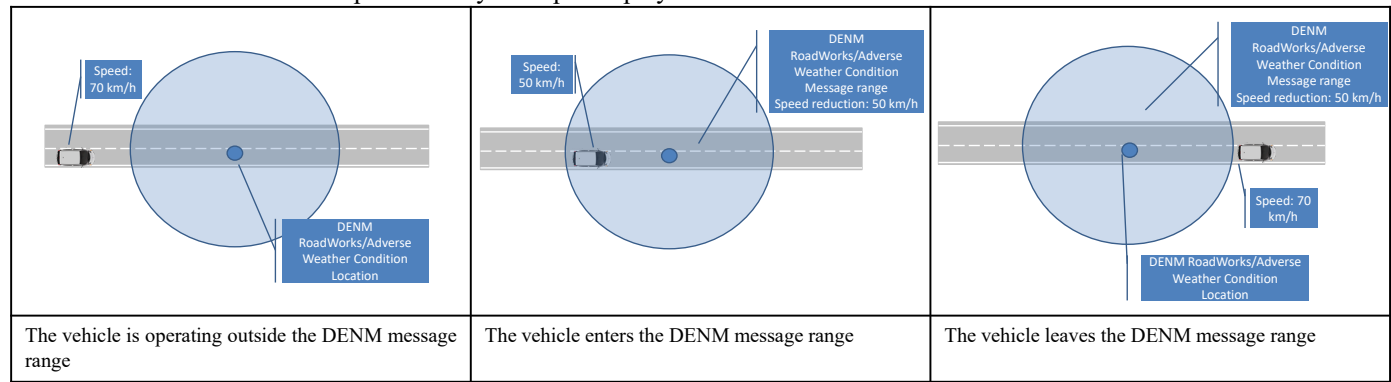 Speed:
70 km/h
DENM
RoadWorks/Adverse
Weather Condition
Location
Speed:
50 km/h
DENM
RoadWorks/Adverse
Weather Condition
Message range
Speed reduction: 50 km/h
DENM
RoadWorks/Adverse
Weather Condition
Message range
Speed reduction: 50 km/h
Speed: 70
km/h
DENM RoadWorks/Adverse
Weather Condition
Location
The vehicle is operating outside the DENM message
range
The vehicle enters the DENM message range
The vehicle leaves the DENM message range